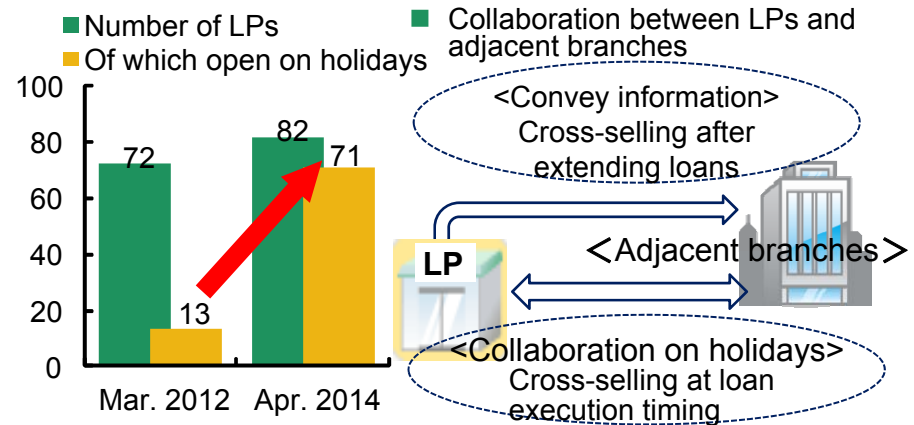 Number of LPs
Of which open on holidays
100
80
60
40
20
0
72
13
82
71
Mar. 2012
Apr. 2014
Collaboration between LPs and
adjacent branches
<Convey information>
Cross-selling after
extending loans
LP
＜Adjacent branches＞
<Collaboration on holidays>
Cross-selling at loan
execution timing